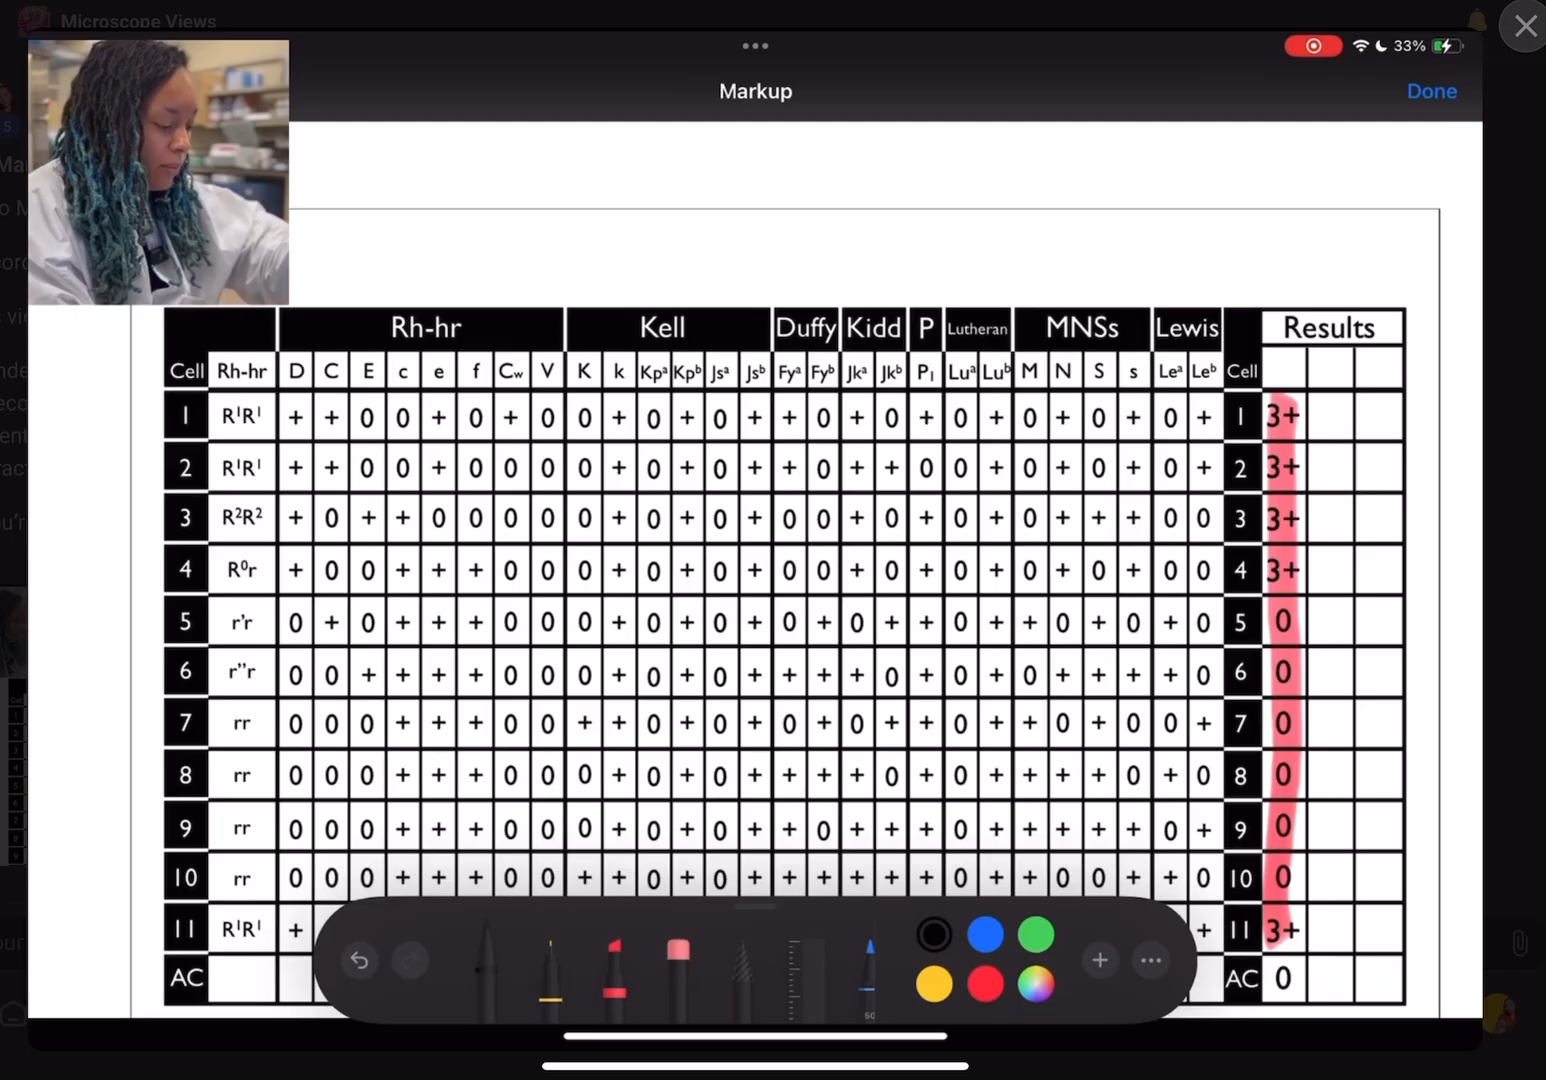 Microscope Views
33%
Markup
Done
Rh-hr Kell Duffy Kidd P Lutheran MNSs Lewis Results
Cell Rh-hr D C E c e f Cw V K k Kpᵃ Kpᵇ Jsᵃ Jsᵇ Fyᵃ Fyᵇ Jkᵃ Jkᵇ P₁ Luᵃ Luᵇ M N S s Leᵃ Leᵇ Cell
1 R¹R¹ + + 0 0 + 0 + 0 0 + 0 + 0 + + 0 + 0 + 0 + 0 + 0 + 0 + 1 3+
2 R¹R¹ + + 0 0 + 0 0 0 0 + 0 + 0 + + 0 + + 0 0 + 0 + 0 + 0 + 2 3+
3 R²R² + 0 + + 0 0 0 0 0 + 0 + 0 + 0 0 + 0 + 0 + 0 + + + 0 0 3 3+
4 R⁰r + 0 0 + + + 0 0 0 + 0 + 0 + 0 0 + 0 + 0 + 0 + 0 + 0 0 4 3+
5 r’r 0 + 0 + + + 0 0 0 + 0 + 0 + 0 + 0 + + 0 + + 0 + 0 + 0 5 0
6 r”r 0 0 + + + + 0 0 0 + 0 + 0 + + + + 0 + 0 + 0 + + + + 0 6 0
7 rr 0 0 0 + + + 0 0 + + 0 + 0 + 0 + 0 + + 0 + + 0 + 0 0 + 7 0
8 rr 0 0 0 + + + 0 0 0 + 0 + 0 + + + + 0 + 0 + + + + 0 + 0 8 0
9 rr 0 0 0 + + + 0 0 0 + 0 + 0 + + 0 + + + 0 + + + + + 0 + 9 0
10 rr 0 0 0 + + + 0 0 + + 0 + 0 + + + + + + 0 + + 0 0 + + 0 10 0
11 R¹R¹ + + 11 3+
AC AC 0
50